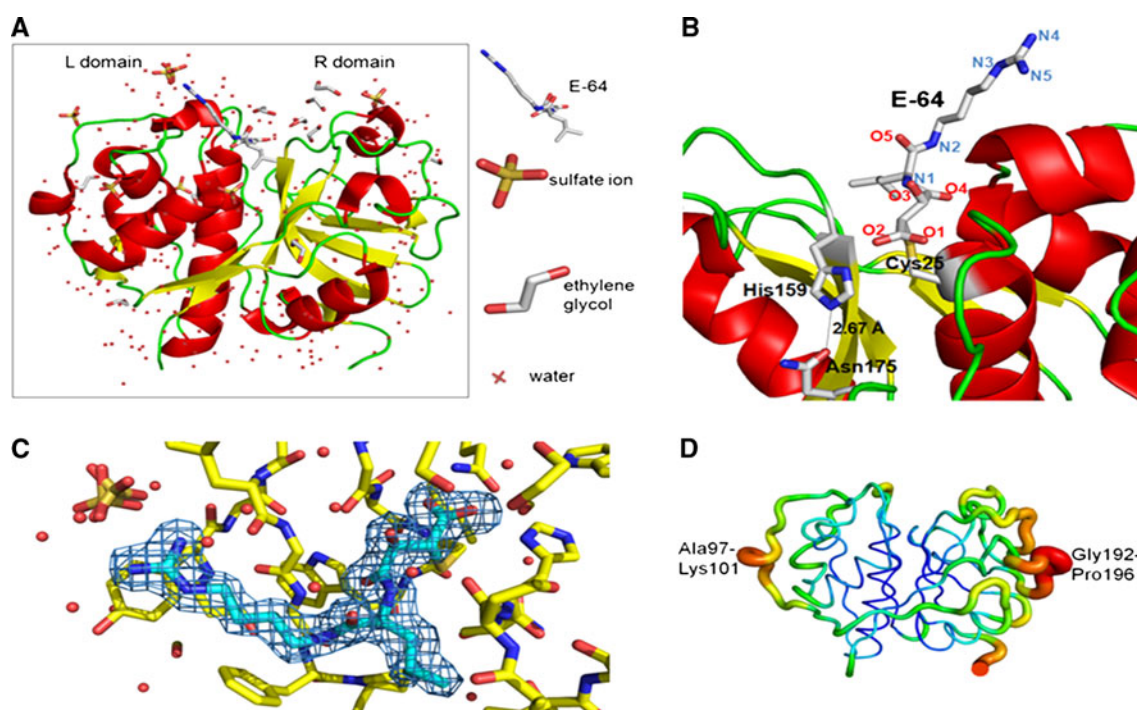 A
L domain
R domain
E-64
sulfate ion
ethylene
glycol
water
B
N4
N3
N5
E-64
O5
N2
N1
O3
O4
O2
O1
Cys25
His159
2.67 A
Asn175
C
D
Ala97-
Lys101
Gly192-
Pro196